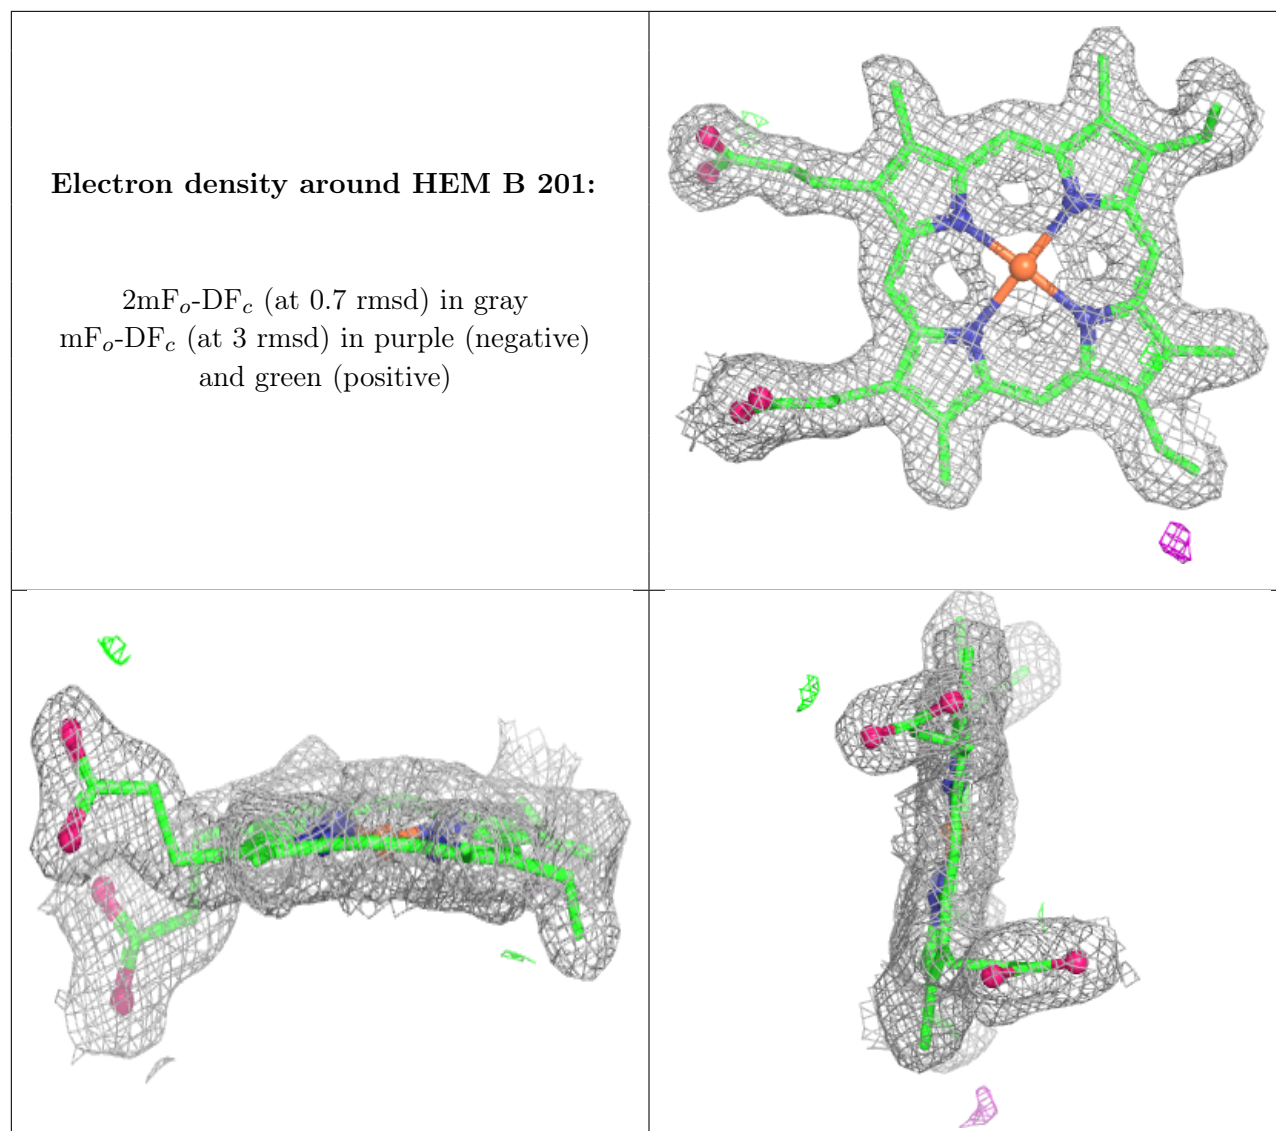 Electron density around HEM B 201:
2mFo-DFc (at 0.7 rmsd) in gray
mFo-DFc (at 3 rmsd) in purple (negative)
and green (positive)